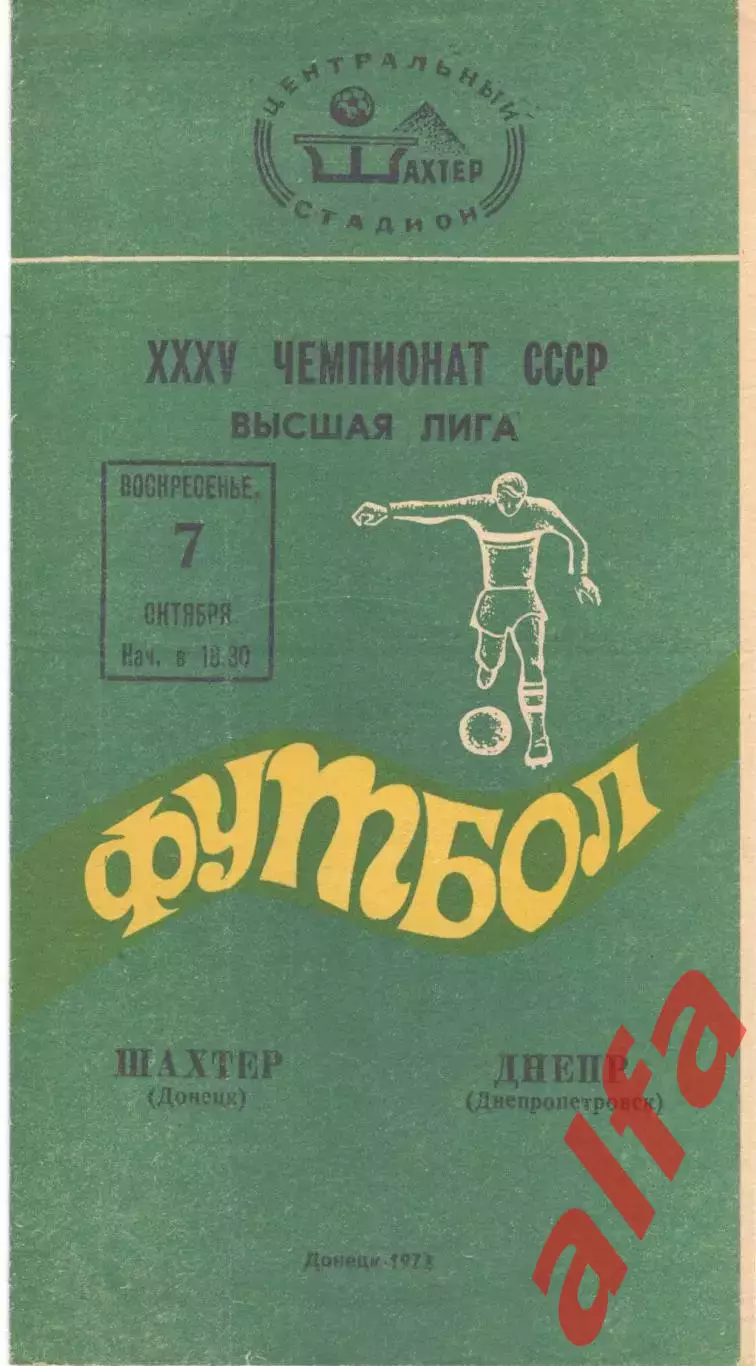 ЦЕНТРАЛЬНЫЙ
ШАХТЕР
СТАДИОН
XXXV ЧЕМПИОНАТ СССР
ВЫСШАЯ ЛИГА
ВОСКРЕСЕНЬЕ,
7
ОКТЯБРЯ
Нач. в 18.30
ФУТБОЛ
ШАХТЕР
(Донецк)
ДНЕПР
(Днепропетровск)
Донецк-1973
alfa